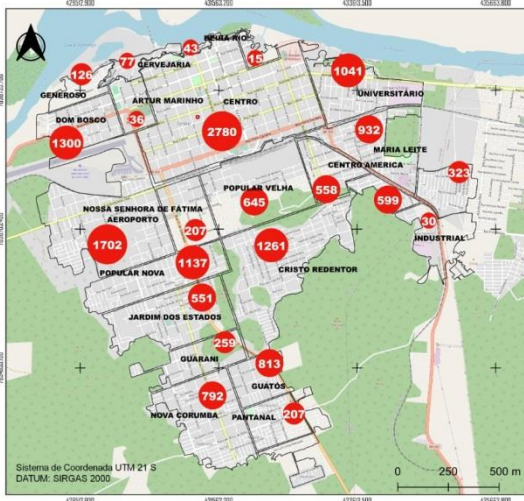 43
BEIRA RIO
15
77
CERVEJARIA
126
GENEROSO
1041
ARTUR MARINHO
CENTRO
UNIVERSITÁRIO
DOM BOSCO
36
1300
2780
932
MARIA LEITE
CENTRO AMERICA
323
POPULAR VELHA
558
645
599
NOSSA SENHORA DE FÁTIMA
AEROPORTO
207
30
INDUSTRIAL
1702
1261
POPULAR NOVA
1137
CRISTO REDENTOR
551
JARDIM DOS ESTADOS
259
GUARANI
813
GUATÓS
792
NOVA CORUMBA
PANTANAL
207
Sistema de Coordenada UTM 21 S
DATUM: SIRGAS 2000
0 250 500 m